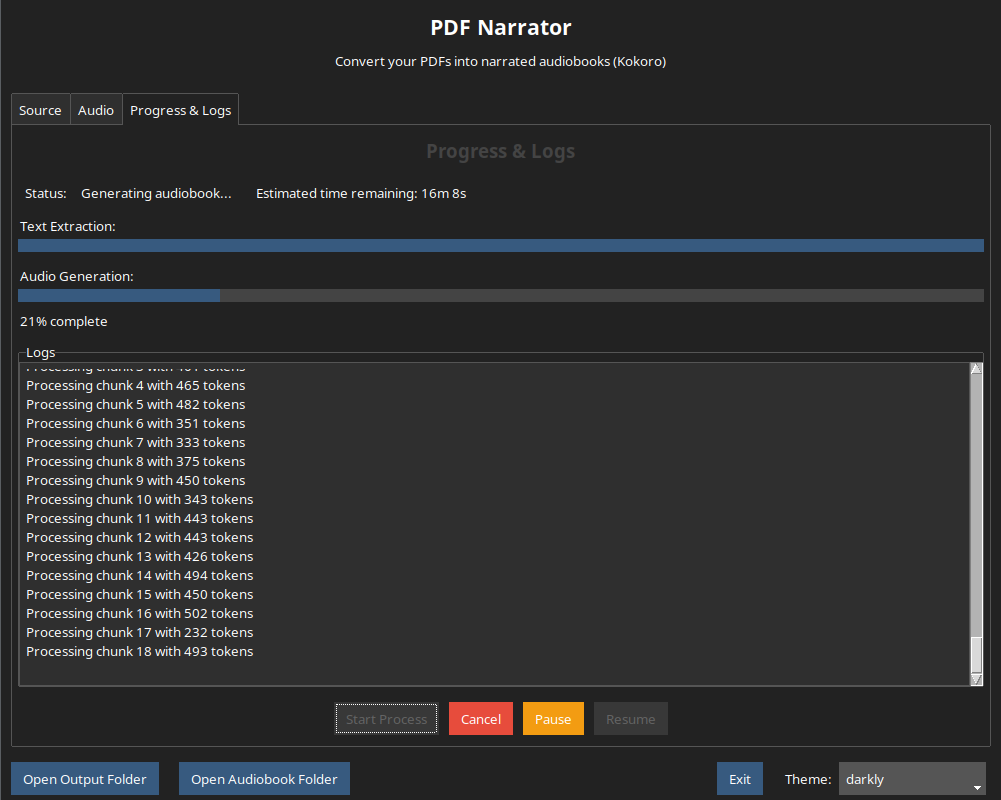 PDF Narrator
Convert your PDFs into narrated audiobooks (Kokoro)
Source Audio Progress & Logs
Progress & Logs
Status: Generating audiobook... Estimated time remaining: 16m 8s
Text Extraction:
Audio Generation:
21% complete
Logs
Processing chunk 3 with 461 tokens
Processing chunk 4 with 465 tokens
Processing chunk 5 with 482 tokens
Processing chunk 6 with 351 tokens
Processing chunk 7 with 333 tokens
Processing chunk 8 with 375 tokens
Processing chunk 9 with 450 tokens
Processing chunk 10 with 343 tokens
Processing chunk 11 with 443 tokens
Processing chunk 12 with 443 tokens
Processing chunk 13 with 426 tokens
Processing chunk 14 with 494 tokens
Processing chunk 15 with 450 tokens
Processing chunk 16 with 502 tokens
Processing chunk 17 with 232 tokens
Processing chunk 18 with 493 tokens
Start Process Cancel Pause Resume
Open Output Folder Open Audiobook Folder Exit Theme: darkly